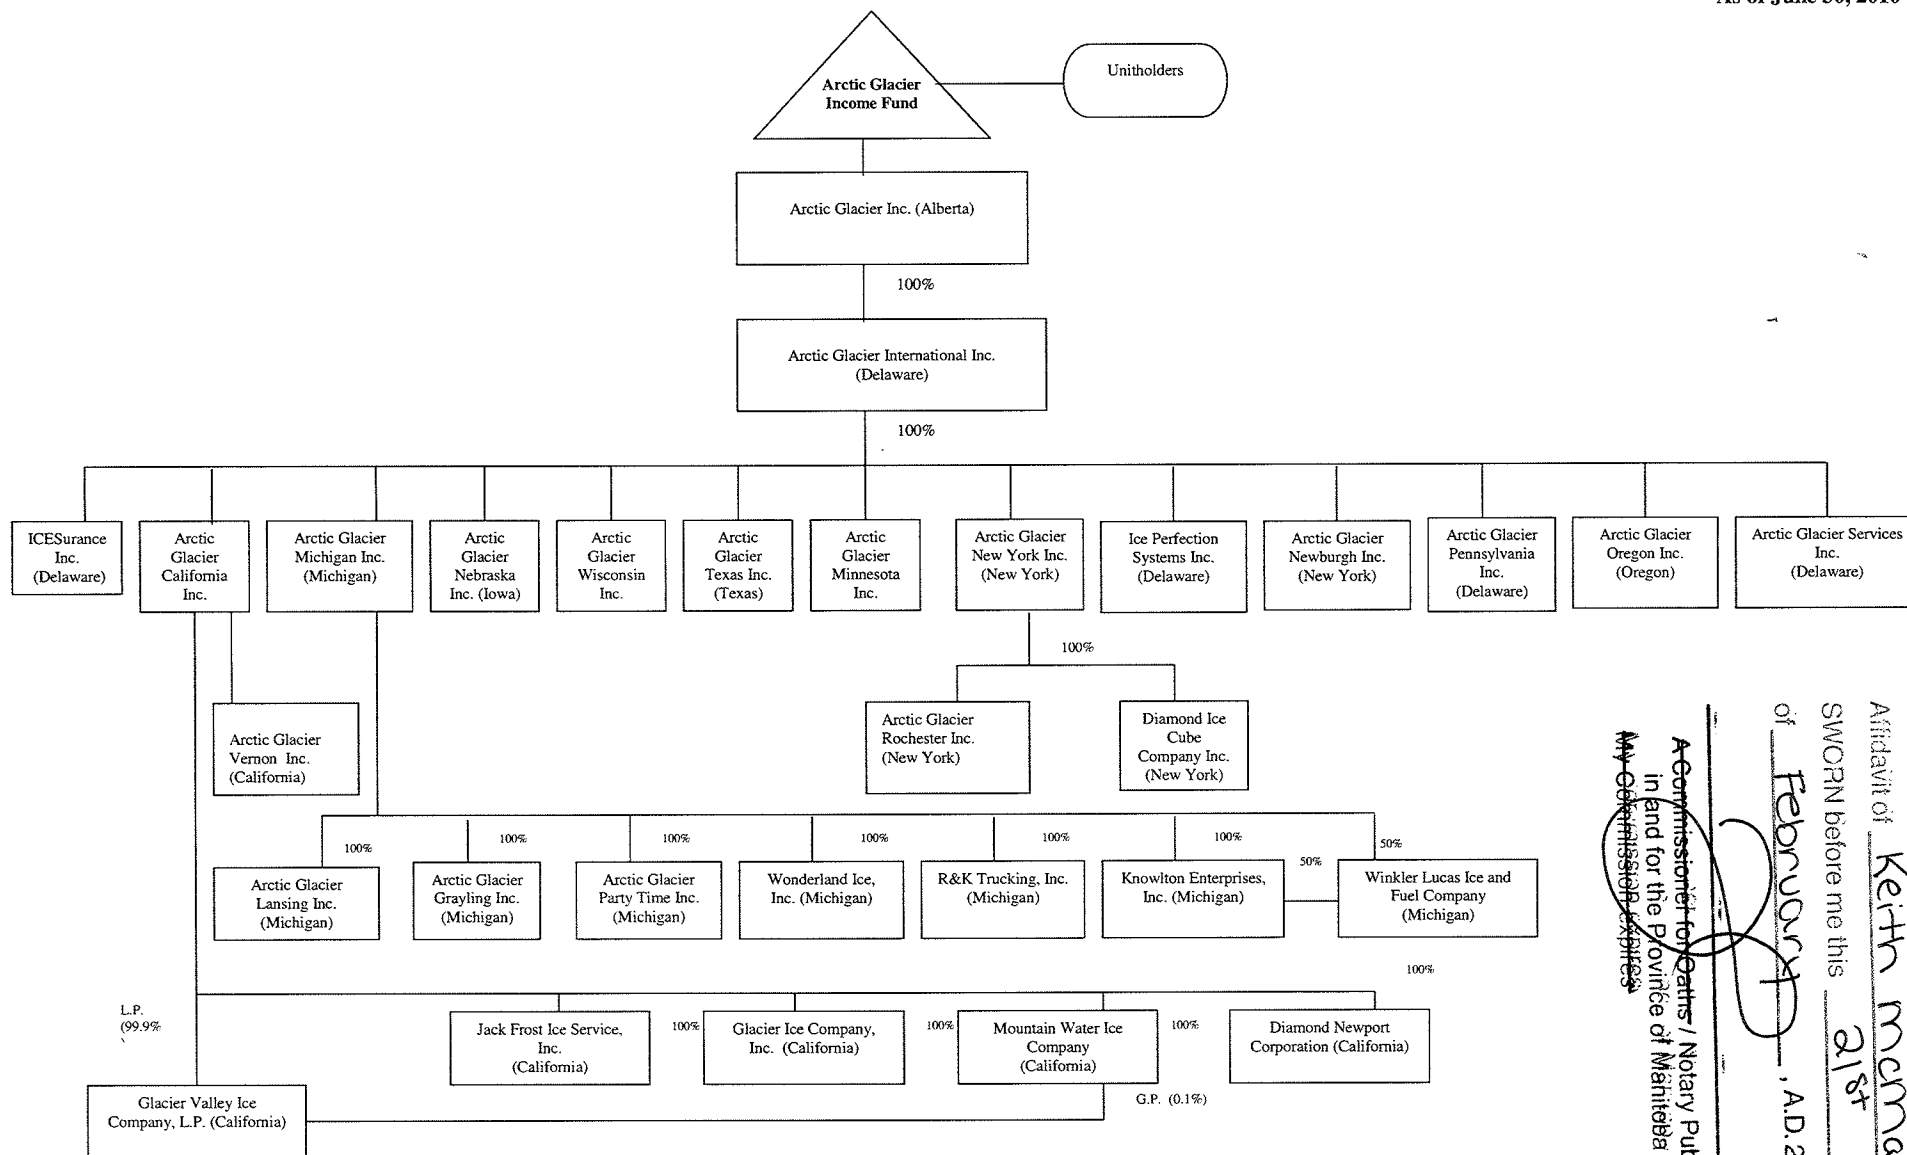 Arctic Glacier
Income Fund
Unitholders
Arctic Glacier Inc. (Alberta)
100%
Arctic Glacier International Inc.
(Delaware)
100%
ICESurance
Inc.
(Delaware)
Arctic
Glacier
California
Inc.
Arctic Glacier
Michigan Inc.
(Michigan)
Arctic
Glacier
Nebraska
Inc. (Iowa)
Arctic
Glacier
Wisconsin
Inc.
Arctic
Glacier
Texas Inc.
(Texas)
Arctic
Glacier
Minnesota
Inc.
Arctic Glacier
New York Inc.
(New York)
Ice Perfection
Systems Inc.
(Delaware)
Arctic Glacier
Newburgh Inc.
(New York)
Arctic Glacier
Pennsylvania
Inc.
(Delaware)
Arctic Glacier
Oregon Inc.
(Oregon)
Arctic Glacier Services
Inc.
(Delaware)
100%
Arctic Glacier
Vernon Inc.
(California)
Arctic Glacier
Rochester Inc.
(New York)
Diamond Ice
Cube
Company Inc.
(New York)
100%
100%
100%
100%
100%
100%
50%
50%
Arctic Glacier
Lansing Inc.
(Michigan)
Arctic Glacier
Grayling Inc.
(Michigan)
Arctic Glacier
Party Time Inc.
(Michigan)
Wonderland Ice,
Inc. (Michigan)
R&K Trucking, Inc.
(Michigan)
Knowlton Enterprises,
Inc. (Michigan)
Winkler Lucas Ice and
Fuel Company
(Michigan)
100%
L.P.
(99.9%
Jack Frost Ice Service,
Inc.
(California)
100%
Glacier Ice Company,
Inc. (California)
100%
Mountain Water Ice
Company
(California)
100%
Diamond Newport
Corporation (California)
G.P. (0.1%)
Glacier Valley Ice
Company, L.P. (California)
Affidavit of Keith
SWORN before me this 21st
of February, A.D. 2
A Commissioner for Oaths / Notary
in and for the Province of Manitoba
My Commission expires